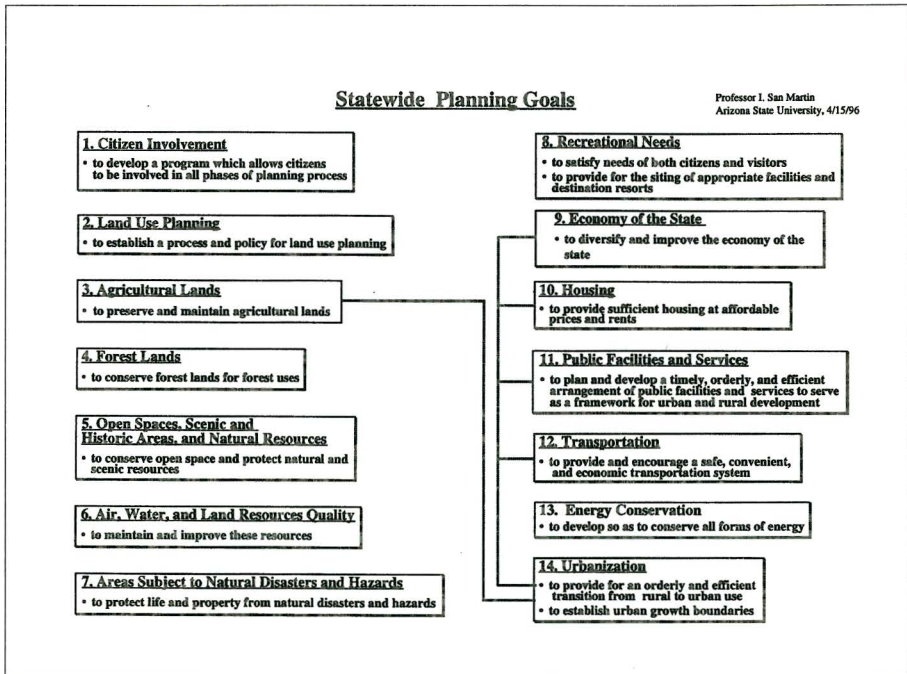 Statewide Planning Goals
Professor I. San Martin
Arizona State University, 4/15/96
1. Citizen Involvement
• to develop a program which allows citizens
to be involved in all phases of planning process
2. Land Use Planning
• to establish a process and policy for land use planning
3. Agricultural Lands
• to preserve and maintain agricultural lands
4. Forest Lands
• to conserve forest lands for forest uses
5. Open Spaces, Scenic and
Historic Areas, and Natural Resources
• to conserve open space and protect natural and
scenic resources
6. Air, Water, and Land Resources Quality
• to maintain and improve these resources
7. Areas Subject to Natural Disasters and Hazards
• to protect life and property from natural disasters and hazards
8. Recreational Needs
• to satisfy needs of both citizens and visitors
• to provide for the siting of appropriate facilities and
destination resorts
9. Economy of the State
• to diversify and improve the economy of the
state
10. Housing
• to provide sufficient housing at affordable
prices and rents
11. Public Facilities and Services
• to plan and develop a timely, orderly, and efficient
arrangement of public facilities and services to serve
as a framework for urban and rural development
12. Transportation
• to provide and encourage a safe, convenient,
and economic transportation system
13. Energy Conservation
• to develop so as to conserve all forms of energy
14. Urbanization
• to provide for an orderly and efficient
transition from rural to urban use
• to establish urban growth boundaries